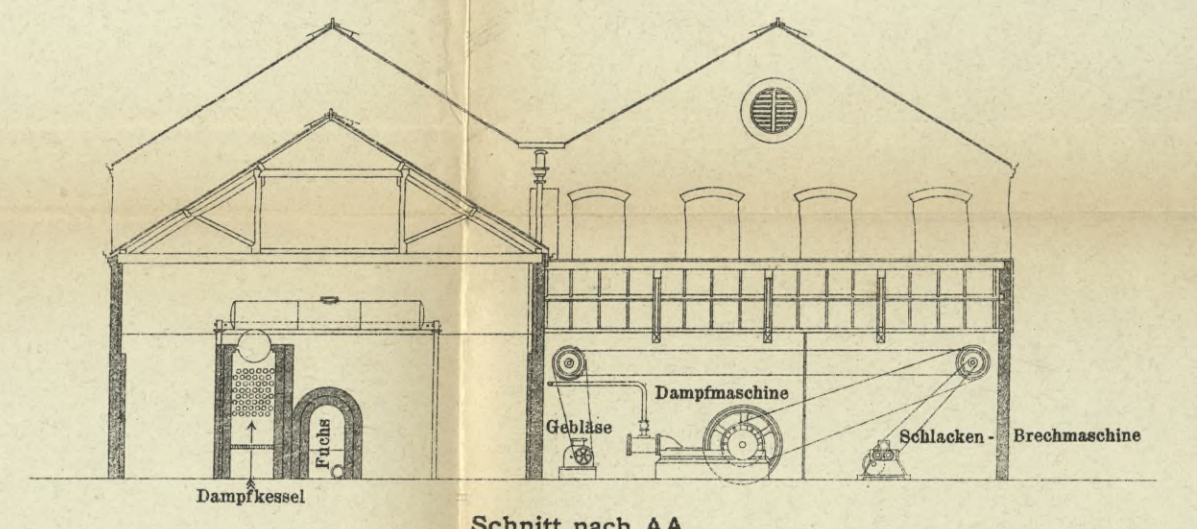 Dampfmaschine
Gebläse
Schlacken - Brechmaschine
Fuchs
Dampfkessel
Schnitt nach AA